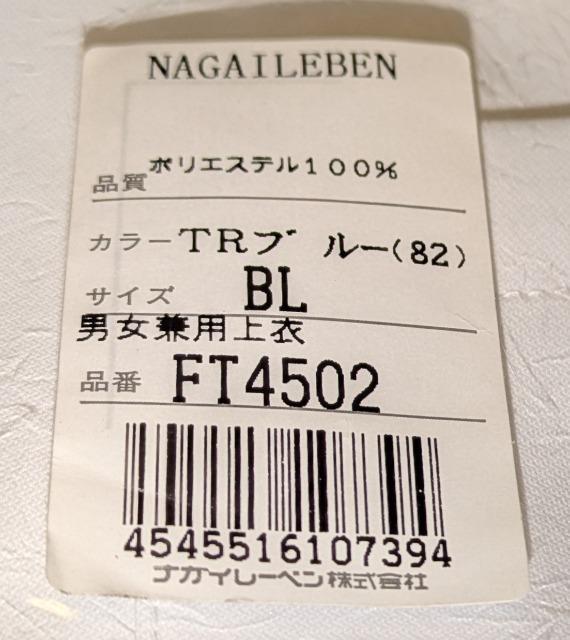 NAGAILEBEN
品質 ポリエステル100%
カラー TRブルー(82)
サイズ BL
男女兼用上衣
品番 FT4502
4545516107394
ナガイレーベン株式会社